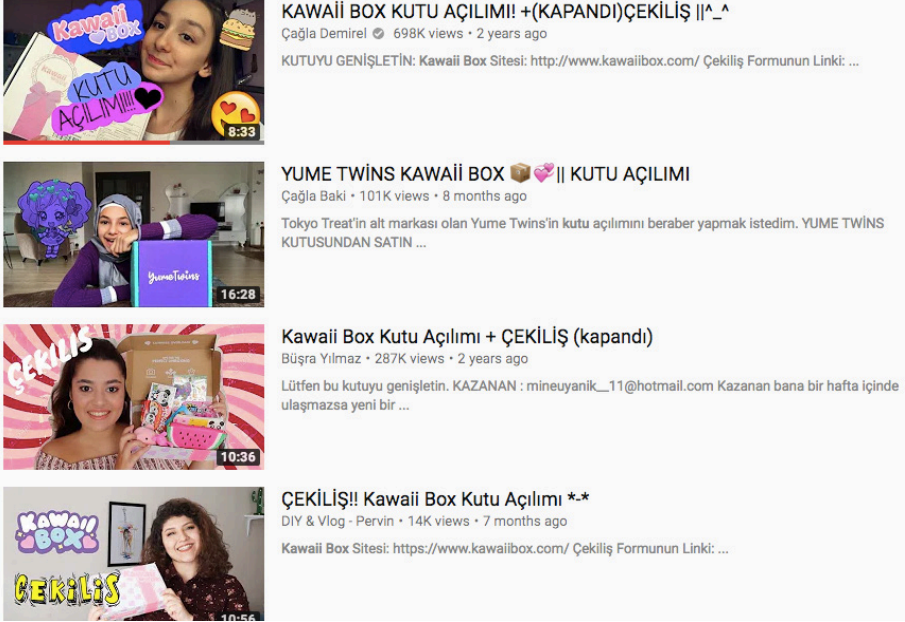 Kawaii
BOX
KUTU
AÇILIMI!!!
8:33
KAWAİİ BOX KUTU AÇILIMI! +(KAPANDI)ÇEKİLİŞ ||^_^
Çağla Demirel 698K views • 2 years ago
KUTUYU GENİŞLETİN: Kawaii Box Sitesi: http://www.kawaiibox.com/ Çekiliş Formunun Linki: ...
YumeTwins
16:28
YUME TWİNS KAWAİİ BOX 📦💞|| KUTU AÇILIMI
Çağla Baki • 101K views • 8 months ago
Tokyo Treat'in alt markası olan Yume Twins'in kutu açılımını beraber yapmak istedim. YUME TWİNS
KUTUSUNDAN SATIN ...
ÇEKİLİS
10:36
Kawaii Box Kutu Açılımı + ÇEKİLİŞ (kapandı)
Büşra Yılmaz • 287K views • 2 years ago
Lütfen bu kutuyu genişletin. KAZANAN : mineuyanik__11@hotmail.com Kazanan bana bir hafta içinde
ulaşmazsa yeni bir ...
KAWAII
BOX
ÇEKİLİS
10:56
ÇEKİLİŞ!! Kawaii Box Kutu Açılımı *-*
DIY & Vlog - Pervin • 14K views • 7 months ago
Kawaii Box Sitesi: https://www.kawaiibox.com/ Çekiliş Formunun Linki: ...